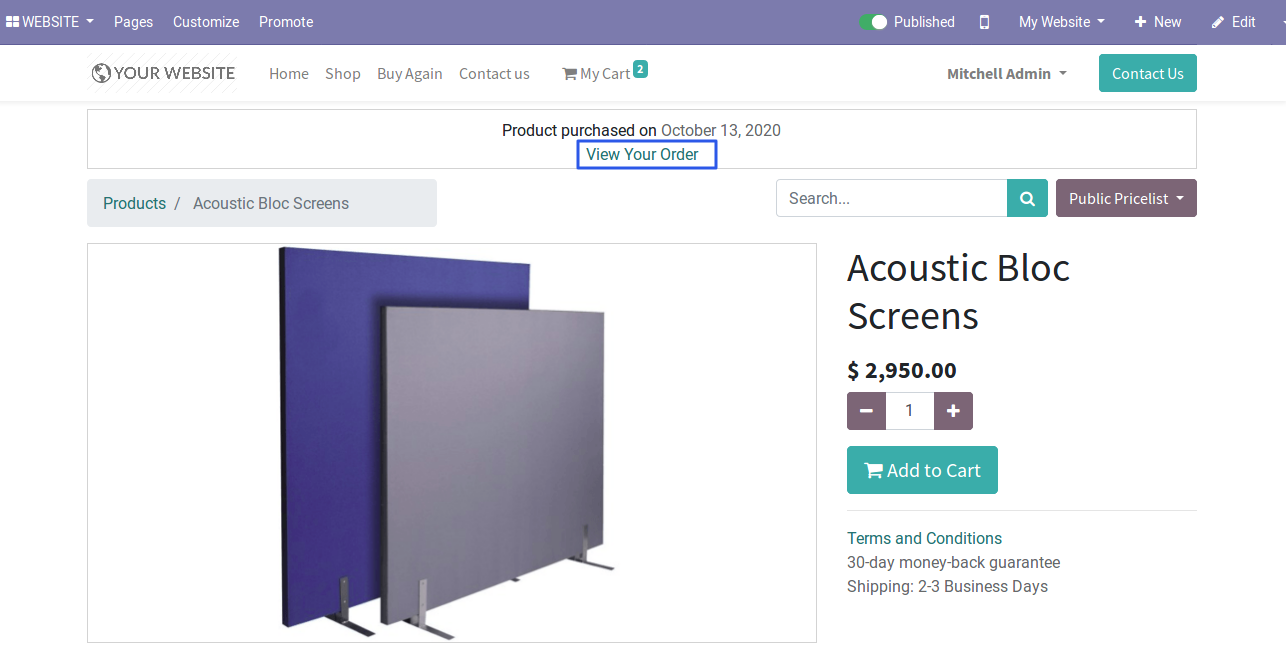 WEBSITE Pages Customize Promote Published My Website New Edit
YOUR WEBSITE Home Shop Buy Again Contact us My Cart 2 Mitchell Admin Contact Us
Product purchased on October 13, 2020
View Your Order
Products / Acoustic Bloc Screens Search... Public Pricelist
Acoustic Bloc
Screens
$ 2,950.00
1
Add to Cart
Terms and Conditions
30-day money-back guarantee
Shipping: 2-3 Business Days